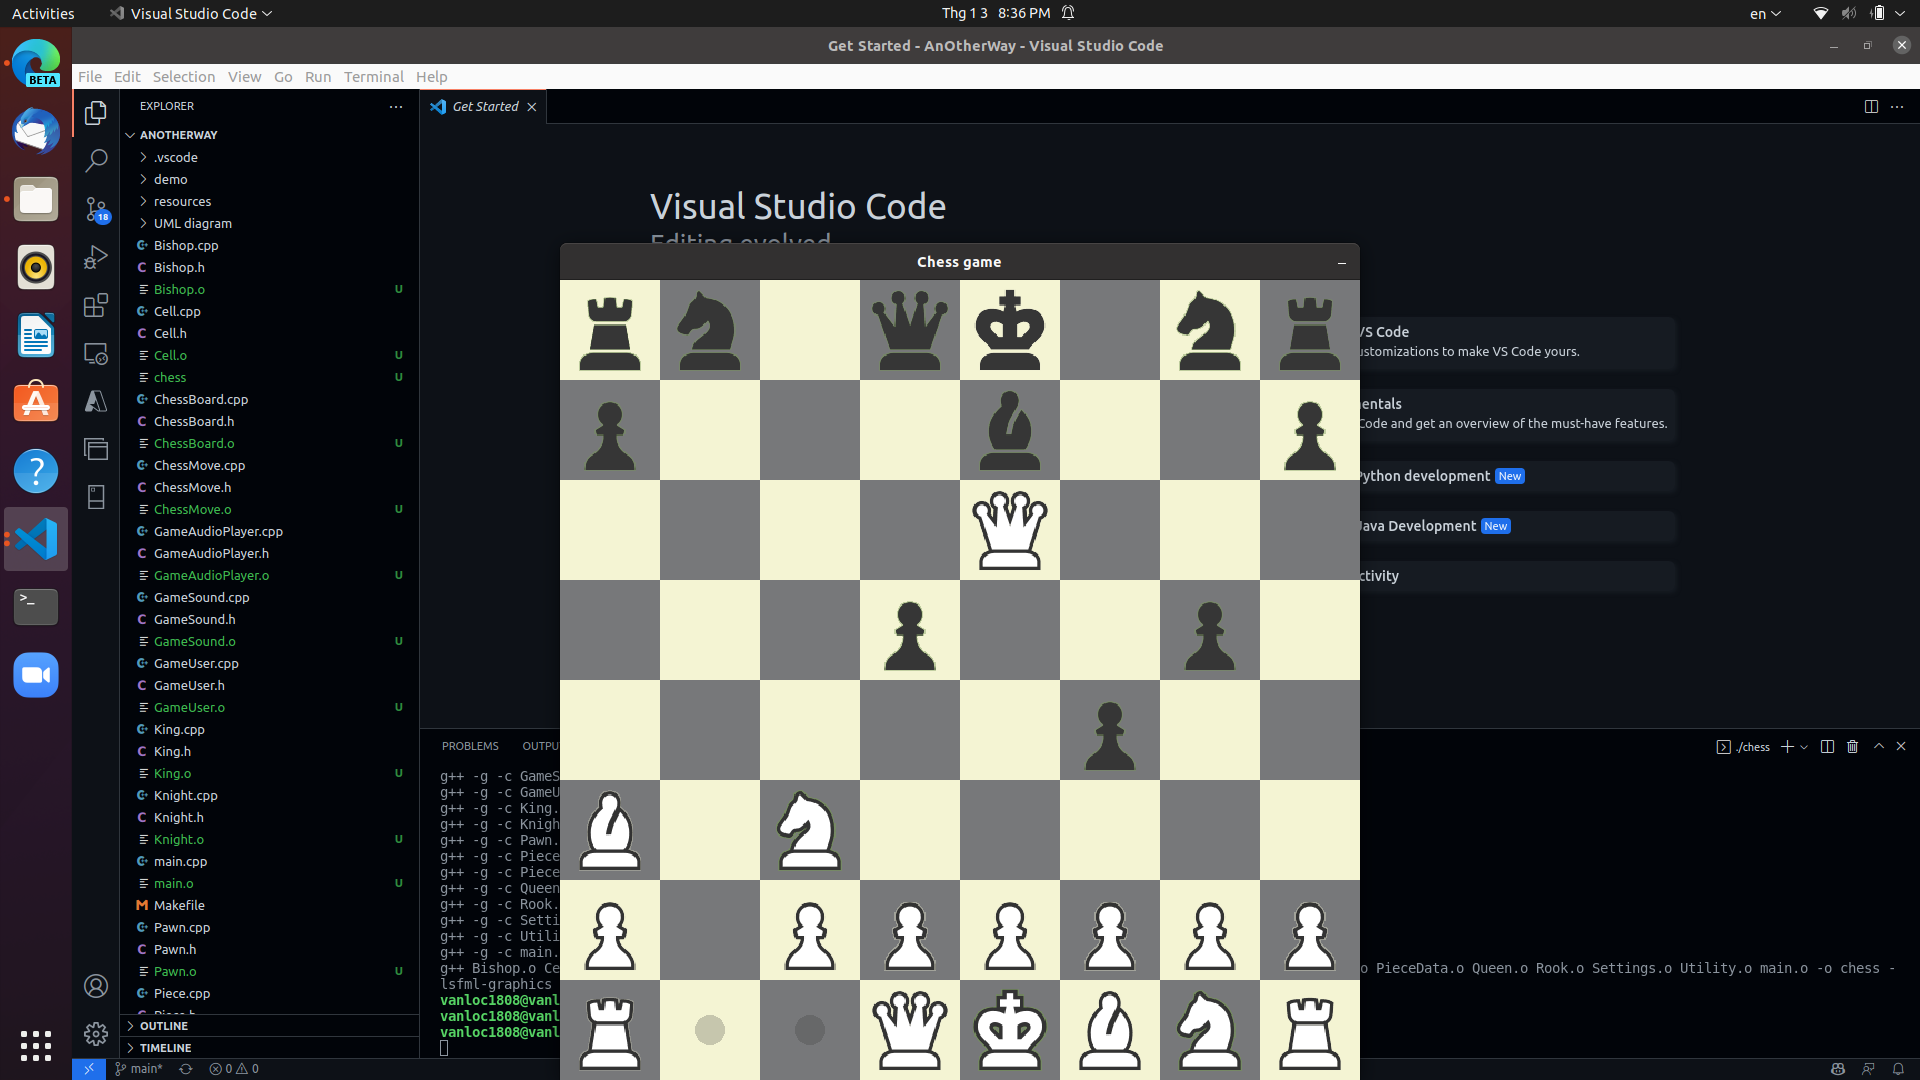 Activities
Visual Studio Code
Thg 1 3 8:36 PM
en
BETA
Get Started - AnOtherWay - Visual Studio Code
File Edit Selection View Go Run Terminal Help
EXPLORER
Get Started
ANOTHERWAY
.vscode
demo
resources
UML diagram
18
Bishop.cpp
Bishop.h
Bishop.o U
Cell.cpp
Cell.h
Cell.o U
chess U
ChessBoard.cpp
ChessBoard.h
ChessBoard.o U
ChessMove.cpp
ChessMove.h
ChessMove.o U
GameAudioPlayer.cpp
GameAudioPlayer.h
GameAudioPlayer.o U
GameSound.cpp
GameSound.h
GameSound.o U
GameUser.cpp
GameUser.h
GameUser.o U
King.cpp
King.h
King.o U
Knight.cpp
Knight.h
Knight.o U
main.cpp
main.o U
Makefile
Pawn.cpp
Pawn.h
Pawn.o U
Piece.cpp
Piece.h
OUTLINE
TIMELINE
Visual Studio Code
Editing evolved
Chess game
VS Code
ustomizations to make VS Code yours.
entals
Code and get an overview of the must-have features.
Python development New
Java Development New
ctivity
PROBLEMS OUTPU
./chess
g++ -g -c GameS
g++ -g -c GameU
g++ -g -c King.
g++ -g -c Knigh
g++ -g -c Pawn.
g++ -g -c Piece
g++ -g -c Piece
g++ -g -c Queen
g++ -g -c Rook.
g++ -g -c Setti
g++ -g -c Utili
g++ -g -c main.
g++ Bishop.o Ce
o PieceData.o Queen.o Rook.o Settings.o Utility.o main.o -o chess -
lsfml-graphics
vanloc1808@vanl
vanloc1808@vanl
vanloc1808@vanl
main* 0 0